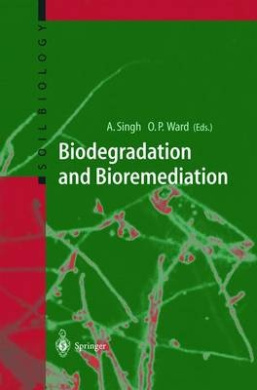 SOIL BIOLOGY
A. Singh O. P. Ward (Eds.)
Biodegradation
and Bioremediation
Springer